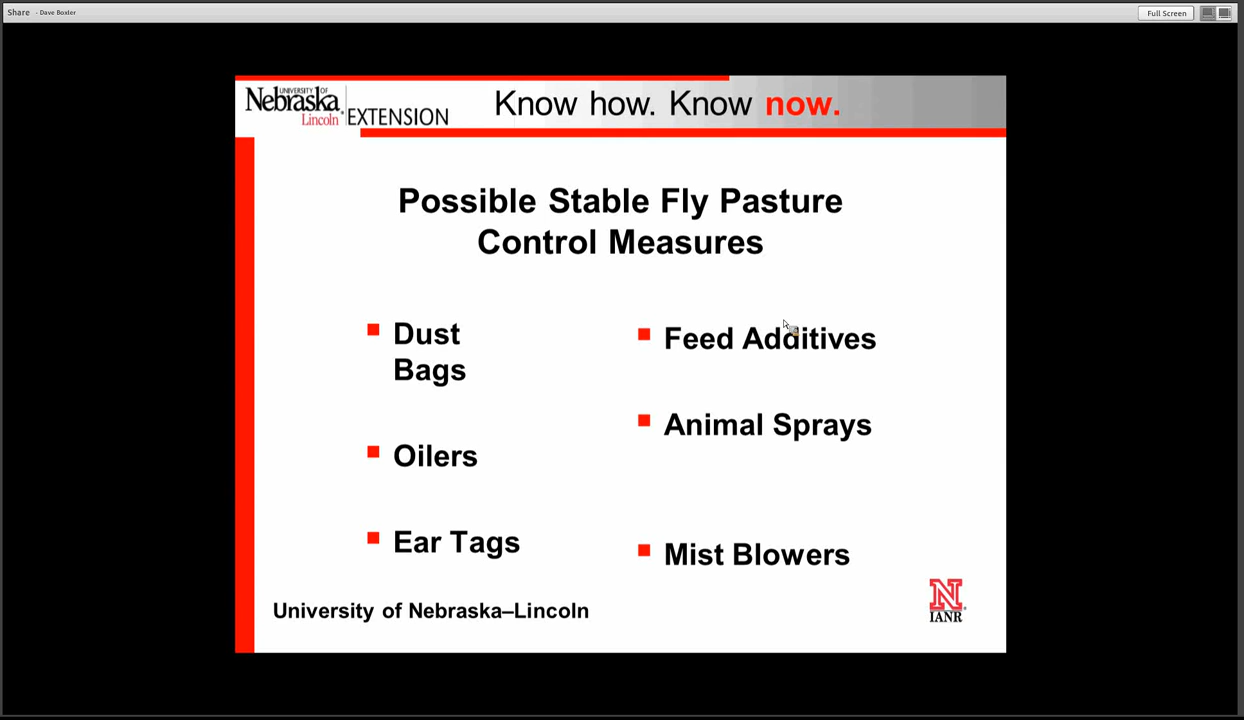 Share - Dave Boxler
Full Screen
UNIVERSITY OF
Nebraska
Lincoln
EXTENSION
Know how. Know now.
Possible Stable Fly Pasture
Control Measures
Dust
Bags
Oilers
Ear Tags
Feed Additives
Animal Sprays
Mist Blowers
University of Nebraska–Lincoln
N
IANR